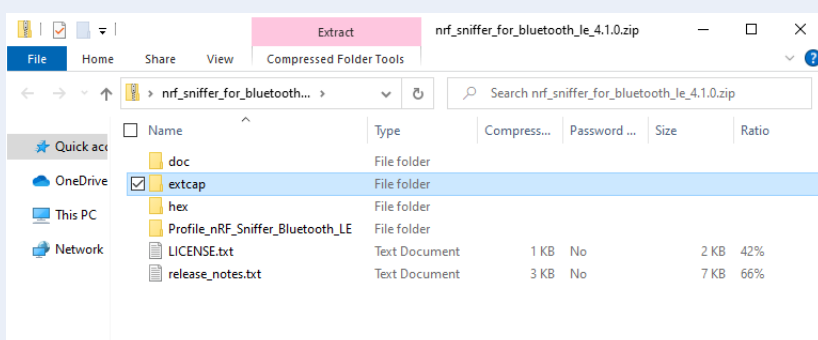 Extract
nrf_sniffer_for_bluetooth_le_4.1.0.zip
File Home Share View Compressed Folder Tools
nrf_sniffer_for_bluetooth... Search nrf_sniffer_for_bluetooth_le_4.1.0.zip
Name Type Compress... Password ... Size Ratio
Quick acc
OneDrive
This PC
Network
doc File folder
extcap File folder
hex File folder
Profile_nRF_Sniffer_Bluetooth_LE File folder
LICENSE.txt Text Document 1 KB No 2 KB 42%
release_notes.txt Text Document 3 KB No 7 KB 66%